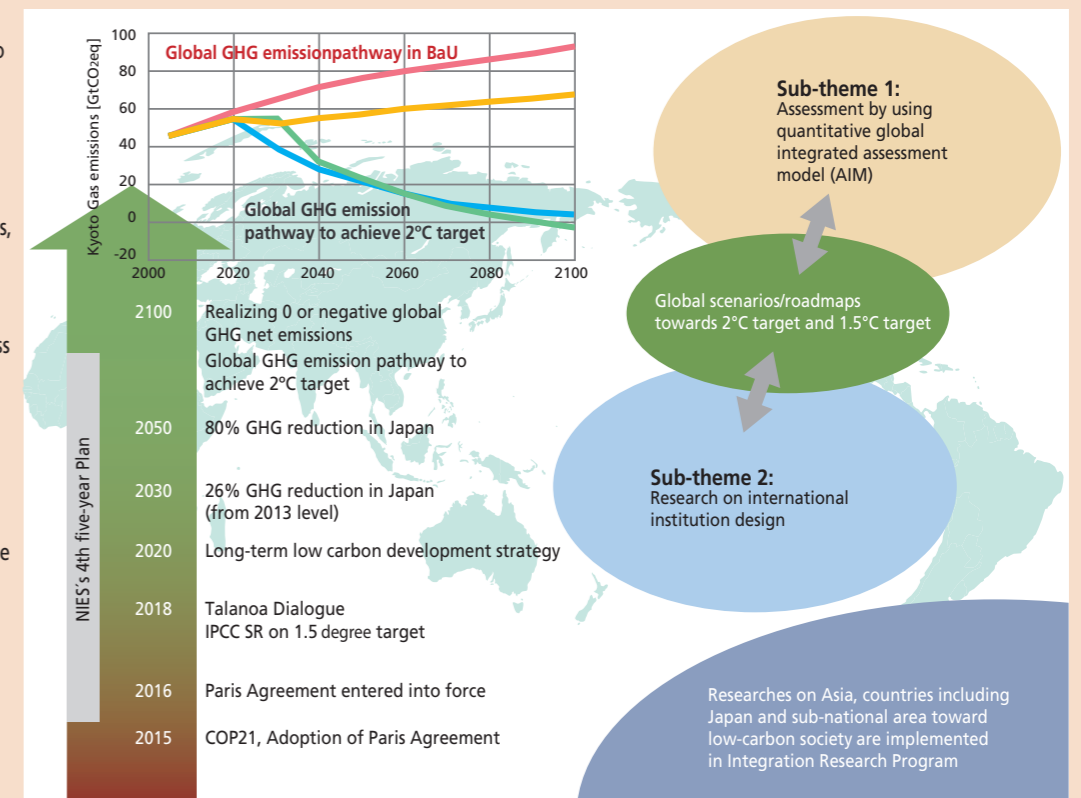 o
s,
ss
e
Kyoto Gas emissions [GtCO2eq]
100
80
60
40
20
0
-20
2000
2020
2040
2060
2080
2100
Global GHG emissionpathway in BaU
Global GHG emission
pathway to achieve 2ºC target
NIES's 4th five-year Plan
2100 Realizing 0 or negative global
GHG net emissions
Global GHG emission pathway to
achieve 2ºC target
2050 80% GHG reduction in Japan
2030 26% GHG reduction in Japan
(from 2013 level)
2020 Long-term low carbon development strategy
2018 Talanoa Dialogue
IPCC SR on 1.5 degree target
2016 Paris Agreement entered into force
2015 COP21, Adoption of Paris Agreement
Sub-theme 1:
Assessment by using
quantitative global
integrated assessment
model (AIM)
Global scenarios/roadmaps
towards 2°C target and 1.5°C target
Sub-theme 2:
Research on international
institution design
Researches on Asia, countries including
Japan and sub-national area toward
low-carbon society are implemented
in Integration Research Program